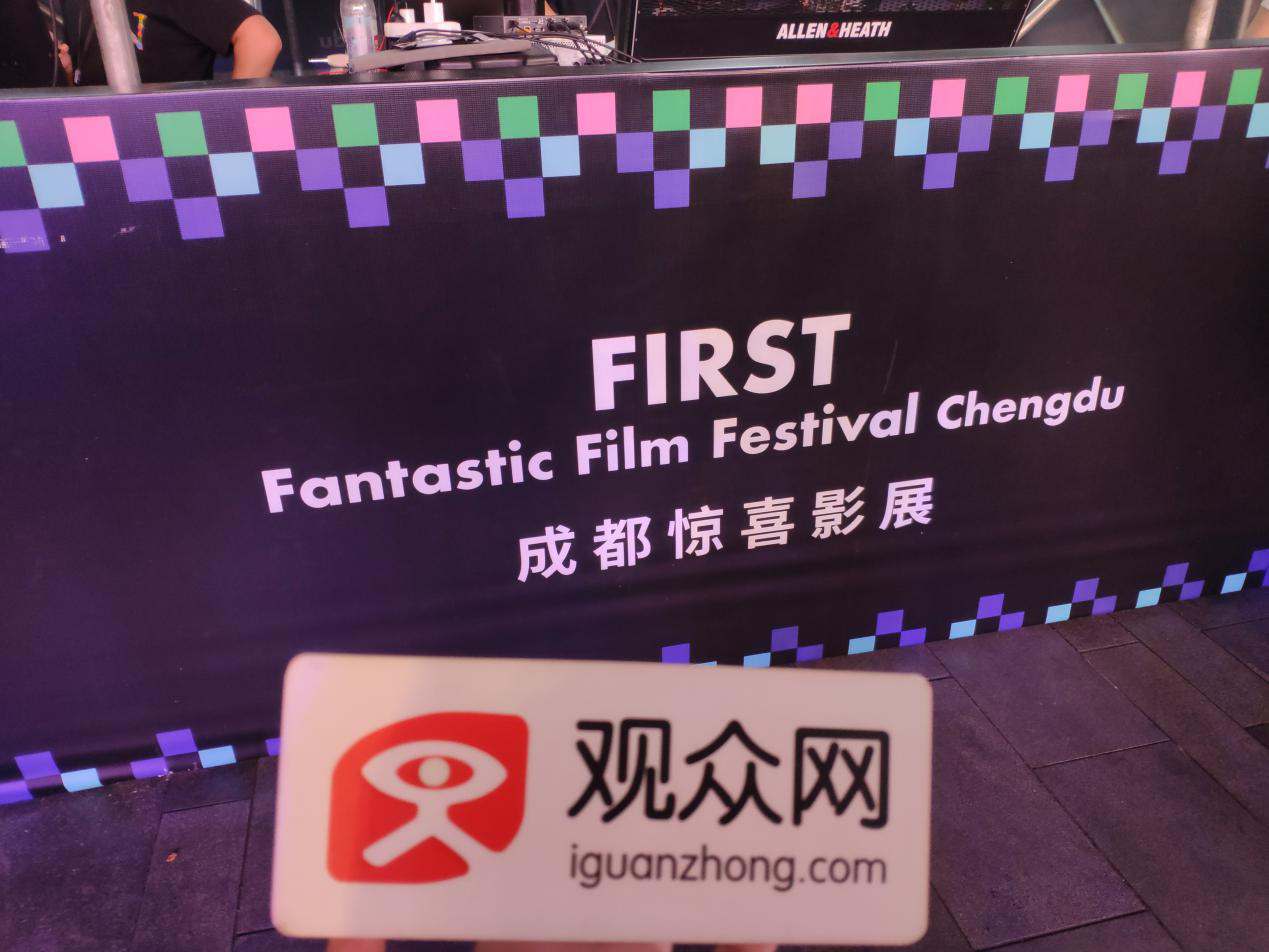 ALLEN&HEATH
FIRST
Fantastic Film Festival Chengdu
成都惊喜影展
观众网
iguanzhong.com